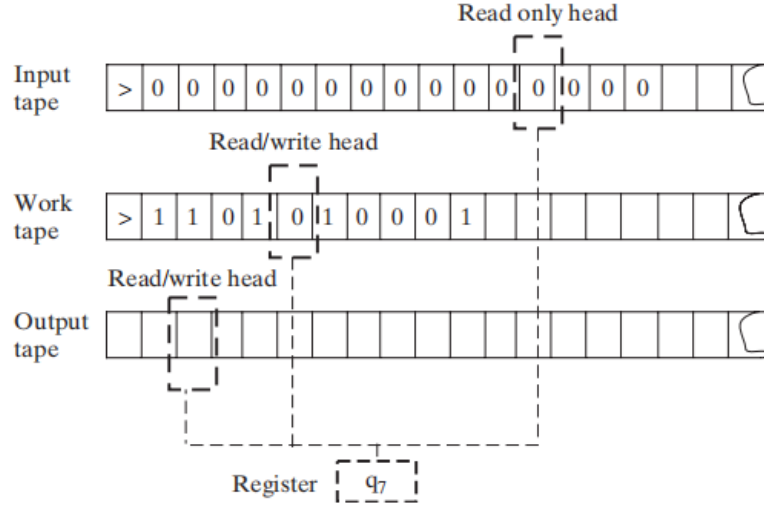 Read only head
Input tape
> 0 0 0 0 0 0 0 0 0 0 0 0 0 0 0
Read/write head
Work tape
> 1 1 0 1 0 1 0 0 0 1
Read/write head
Output tape
Register q₇